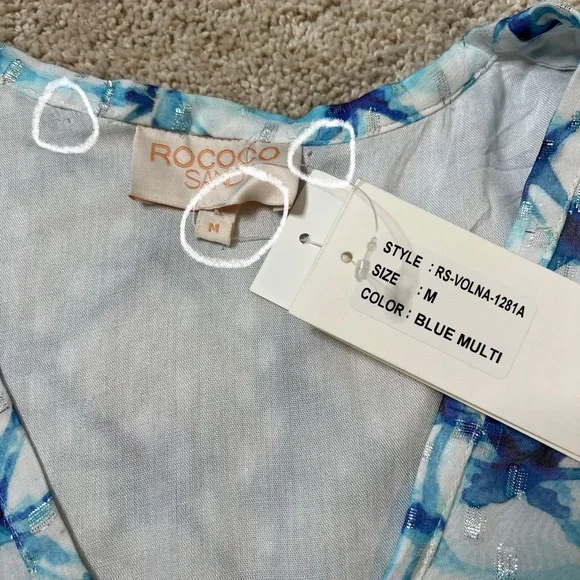 ROCOCO
SAND
M
STYLE : RS-VOLNA-1281A
SIZE : M
COLOR : BLUE MULTI